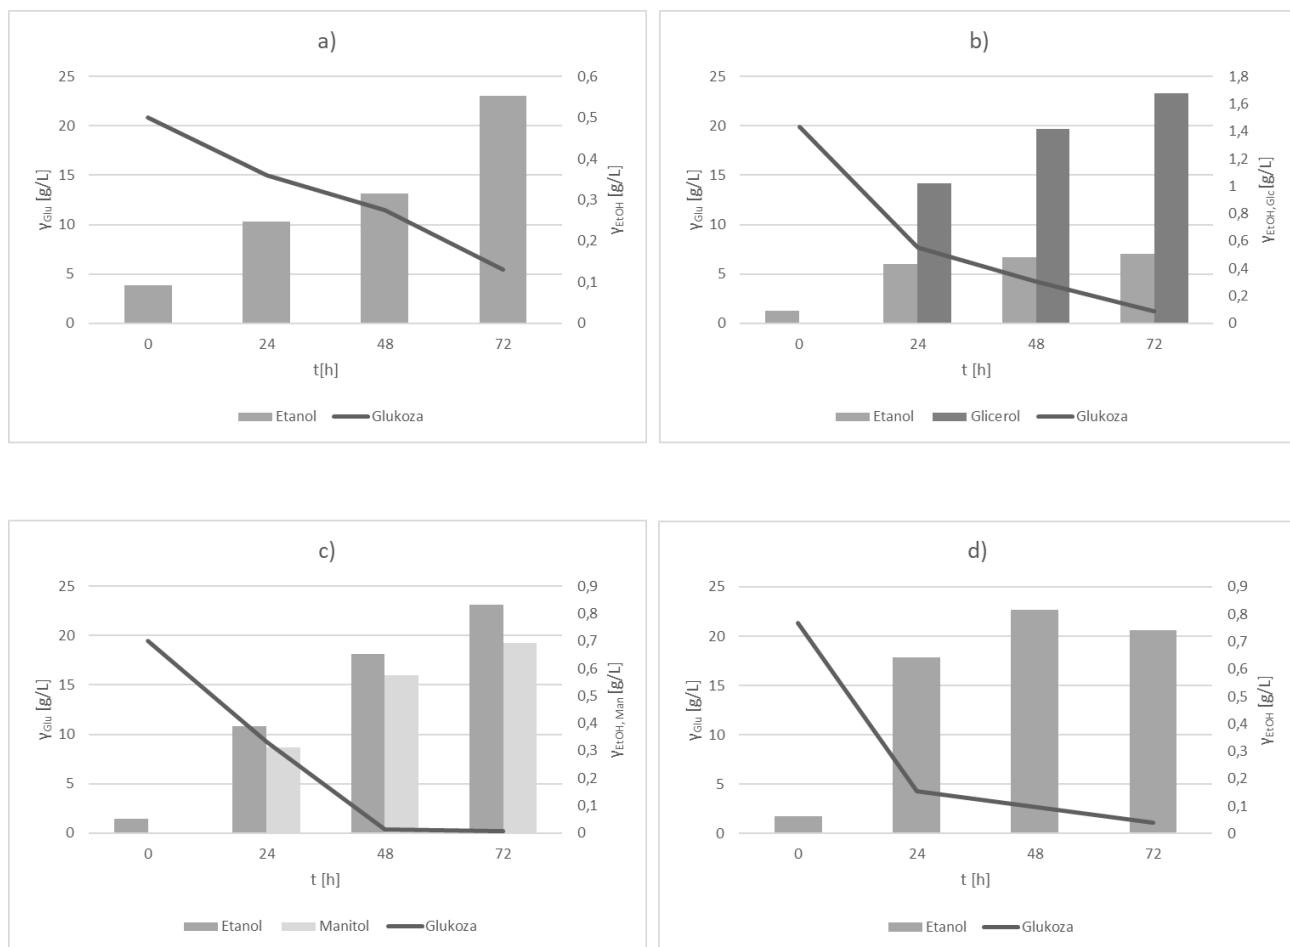 a)
25
20
15
10
5
0
γGlu [g/L]
0,6
0,5
0,4
0,3
0,2
0,1
0
γEtOH [g/L]
0 24 48 72
t[h]
Etanol Glukoza
b)
25
20
15
10
5
0
γGlu [g/L]
1,8
1,6
1,4
1,2
1
0,8
0,6
0,4
0,2
0
γEtOH,Glc [g/L]
0 24 48 72
t [h]
Etanol Glicerol Glukoza
c)
25
20
15
10
5
0
γGlu [g/L]
0,9
0,8
0,7
0,6
0,5
0,4
0,3
0,2
0,1
0
γEtOH, Man [g/L]
0 24 48 72
t [h]
Etanol Manitol Glukoza
d)
25
20
15
10
5
0
γGlu [g/L]
0,9
0,8
0,7
0,6
0,5
0,4
0,3
0,2
0,1
0
γEtOH [g/L]
0 24 48 72
t [h]
Etanol Glukoza